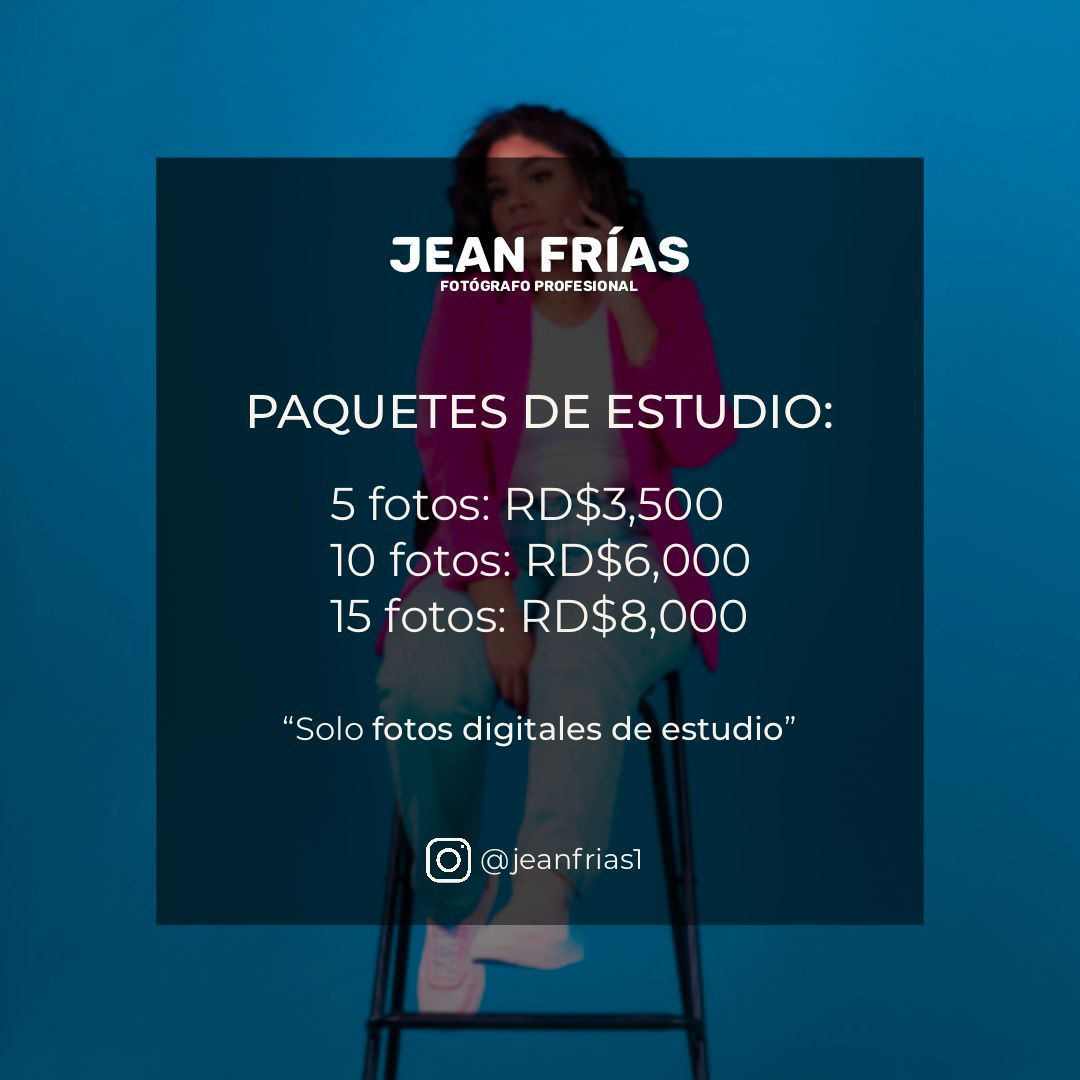 JEAN FRÍAS
FOTÓGRAFO PROFESIONAL
PAQUETES DE ESTUDIO:
5 fotos: RD$3,500
10 fotos: RD$6,000
15 fotos: RD$8,000
“Solo fotos digitales de estudio”
@jeanfrias1